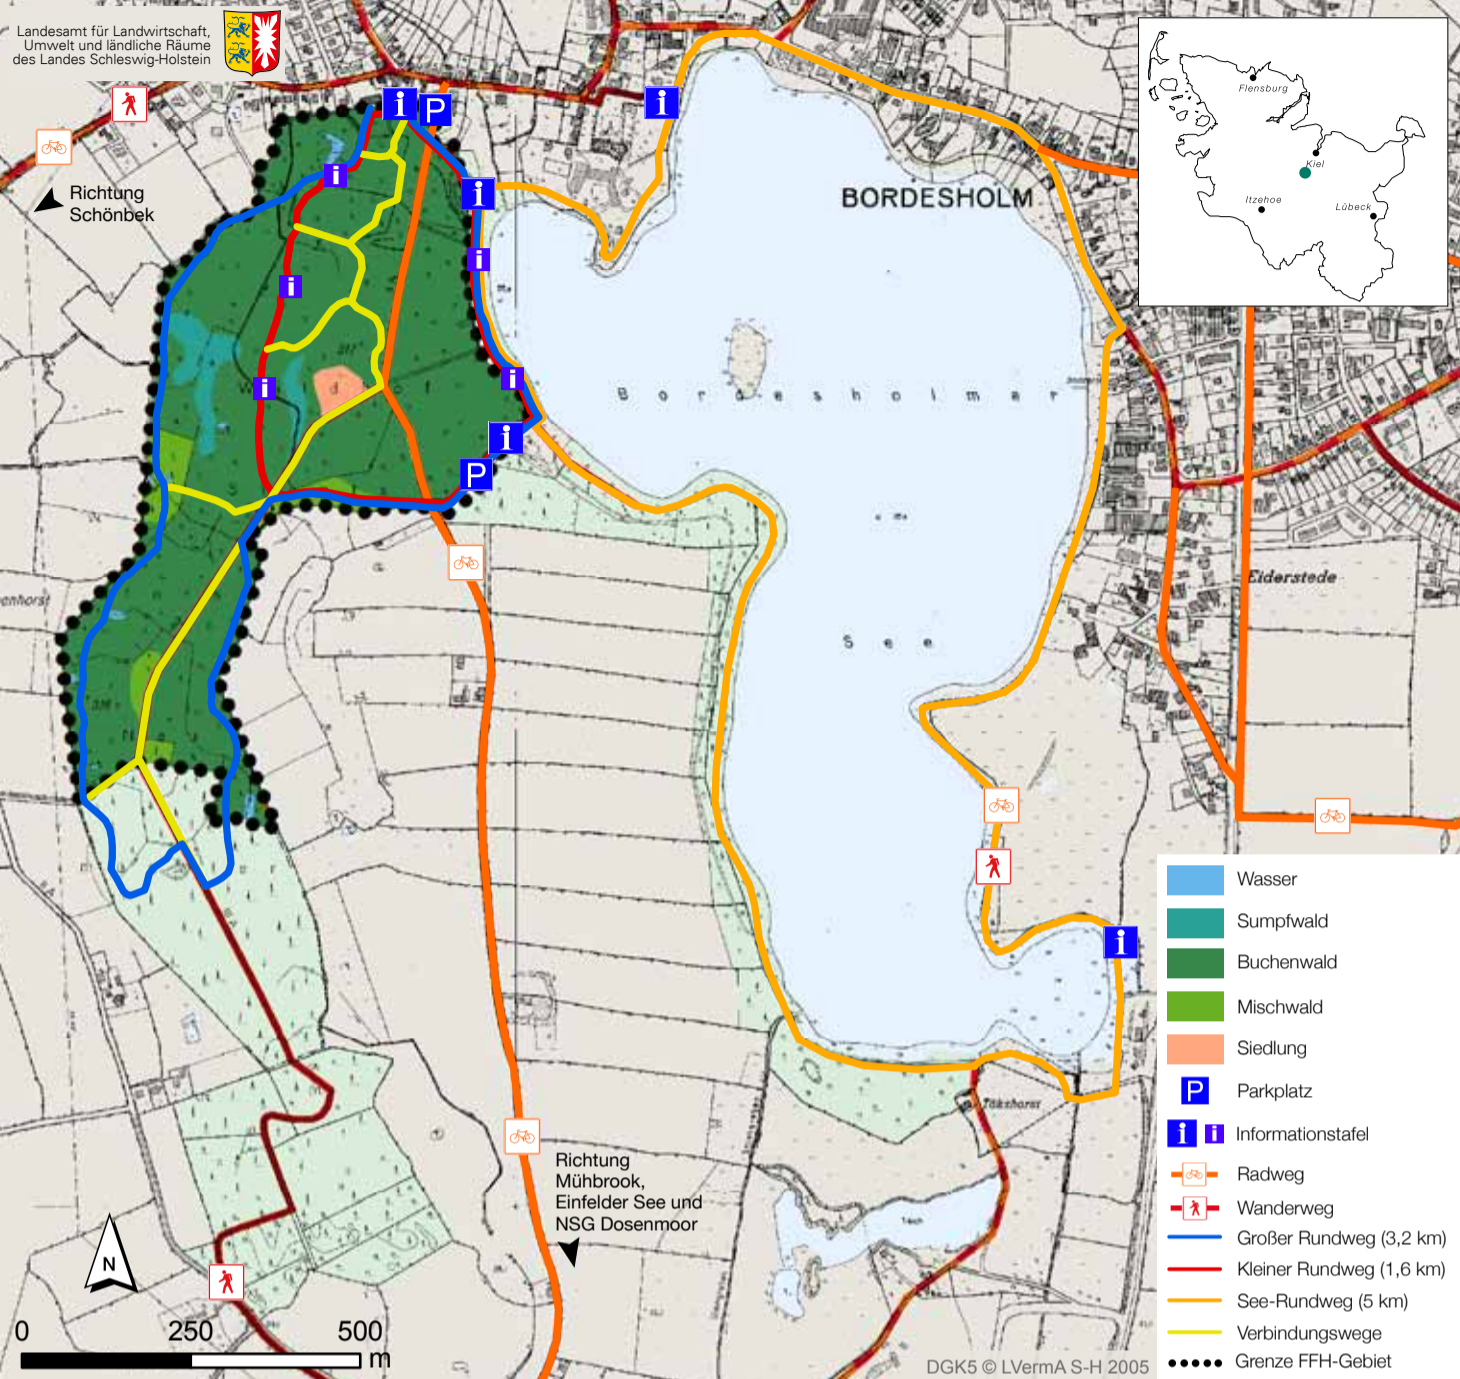 Landesamt für Landwirtschaft,
Umwelt und ländliche Räume
des Landes Schleswig-Holstein
i
P
i
Richtung
Schönbek
i
i
i
i
i
i
i
P
BORDESHOLM
Flensburg
Kiel
Itzehoe
Lübeck
Bordesholmer
See
Eiderstede
i
Richtung
Mühbrook,
Einfelder See und
NSG Dosenmoor
N
0 250 500
m
Wasser
Sumpfwald
Buchenwald
Mischwald
Siedlung
P Parkplatz
i i Informationstafel
Radweg
Wanderweg
Großer Rundweg (3,2 km)
Kleiner Rundweg (1,6 km)
See-Rundweg (5 km)
Verbindungswege
Grenze FFH-Gebiet
DGK5 © LVermA S-H 2005